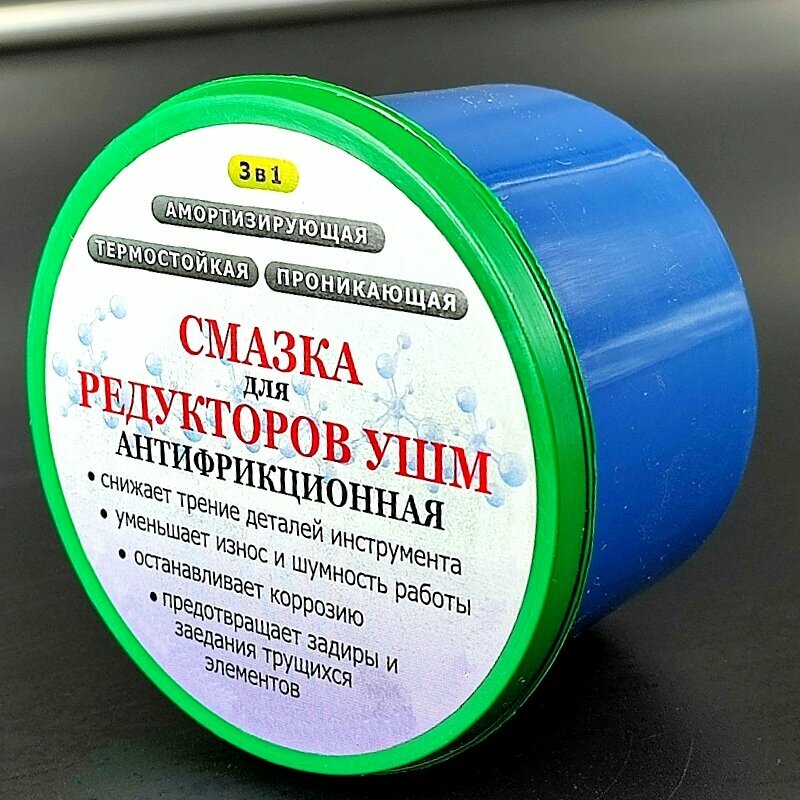 3 в 1
АМОРТИЗИРУЮЩАЯ
ТЕРМОСТОЙКАЯ ПРОНИКАЮЩАЯ
СМАЗКА
для
РЕДУКТОРОВ УШМ
АНТИФРИКЦИОННАЯ
• снижает трение деталей инструмента
• уменьшает износ и шумность работы
• останавливает коррозию
• предотвращает задиры и
заедания трущихся
элементов